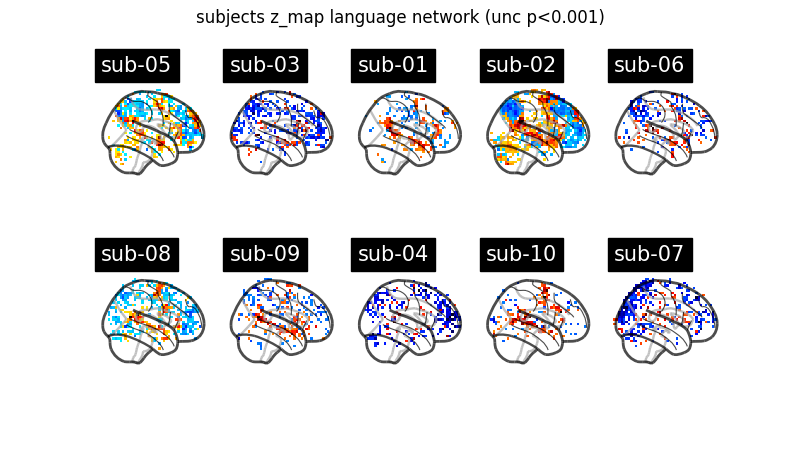 subjects z_map language network (unc p<0.001)
sub-05 sub-03 sub-01 sub-02 sub-06
sub-08 sub-09 sub-04 sub-10 sub-07